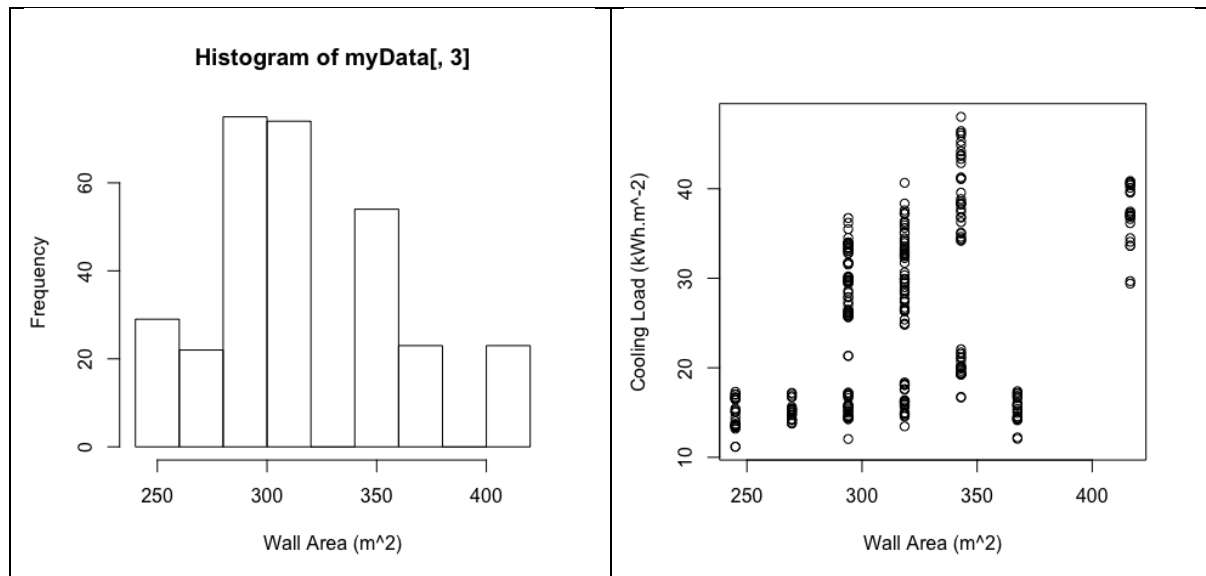 Histogram of myData[, 3]
Frequency
60
40
20
0
250 300 350 400
Wall Area (m^2)
Cooling Load (kWh.m^-2)
40
30
20
10
250 300 350 400
Wall Area (m^2)